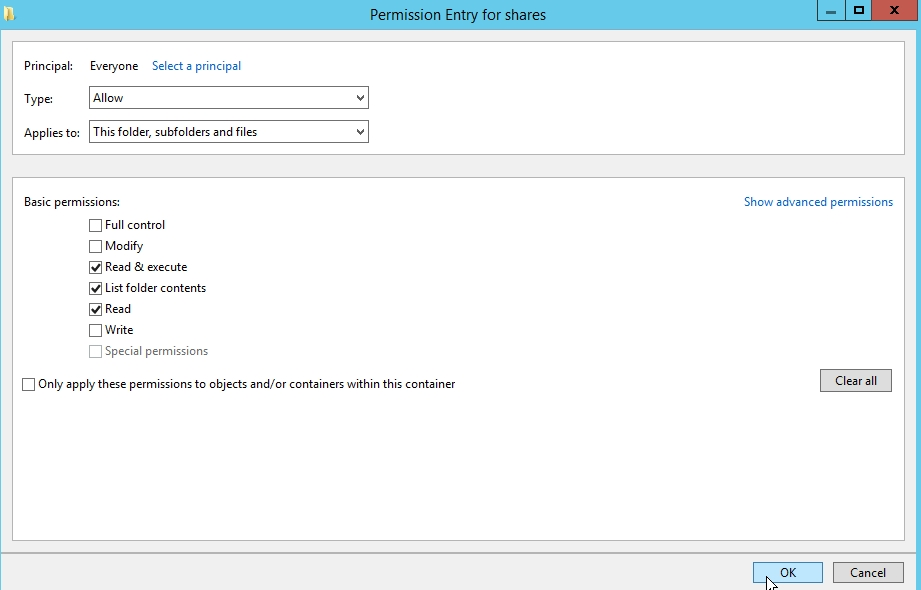 Permission Entry for shares
Principal: Everyone Select a principal
Type: Allow
Applies to: This folder, subfolders and files
Basic permissions: Show advanced permissions
Full control
Modify
Read & execute
List folder contents
Read
Write
Special permissions
Only apply these permissions to objects and/or containers within this container Clear all
OK Cancel